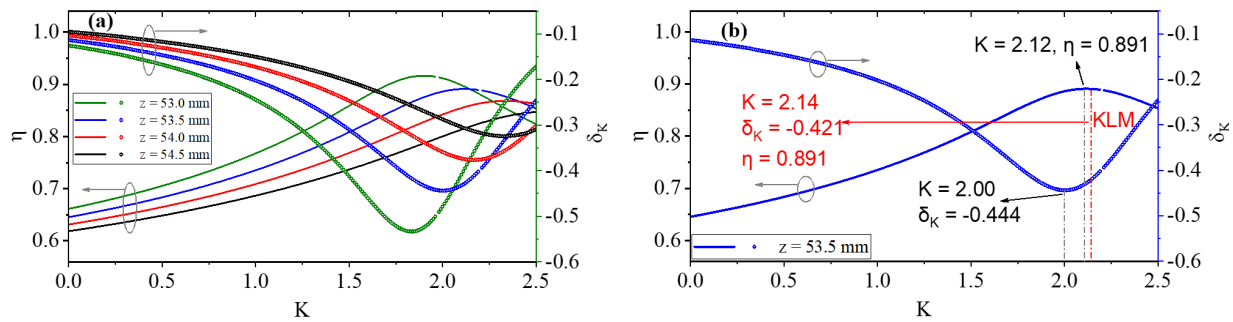 (a)
1.0
0.9
0.8
0.7
0.6
η
0.0
0.5
1.0
1.5
2.0
2.5
K
-0.1
-0.2
-0.3
-0.4
-0.5
-0.6
δK
z = 53.0 mm
z = 53.5 mm
z = 54.0 mm
z = 54.5 mm
(b)
1.0
0.9
0.8
0.7
0.6
η
0.0
0.5
1.0
1.5
2.0
2.5
K
-0.1
-0.2
-0.3
-0.4
-0.5
-0.6
δK
K = 2.12, η = 0.891
K = 2.14
δK = -0.421
η = 0.891
KLM
K = 2.00
δK = -0.444
z = 53.5 mm